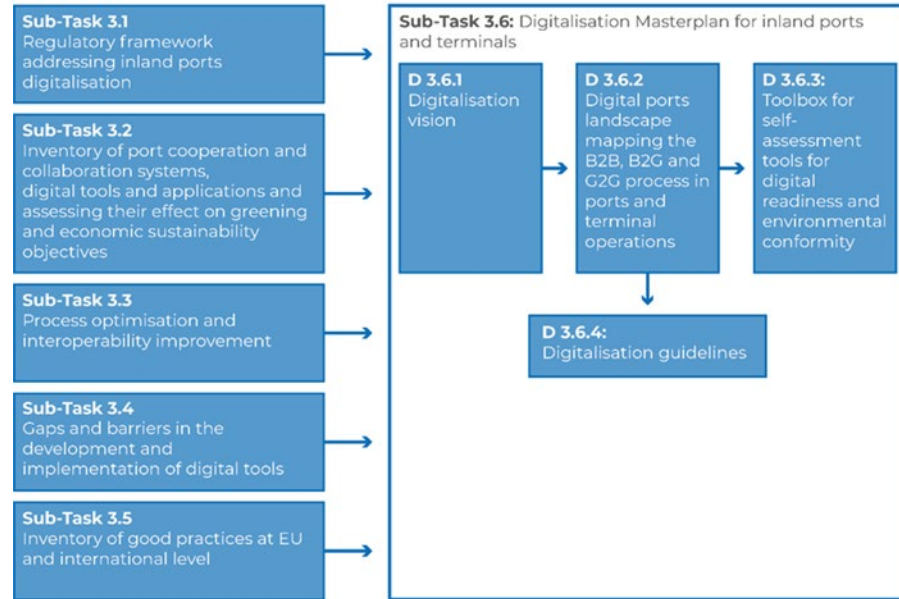 Sub-Task 3.1
Regulatory framework
addressing inland ports
digitalisation
Sub-Task 3.2
Inventory of port cooperation and
collaboration systems,
digital tools and applications and
assessing their effect on greening
and economic sustainability
objectives
Sub-Task 3.3
Process optimisation and
interoperability improvement
Sub-Task 3.4
Gaps and barriers in the
development and
implementation of digital tools
Sub-Task 3.5
Inventory of good practices at EU
and international level
Sub-Task 3.6: Digitalisation Masterplan for inland ports
and terminals
D 3.6.1
Digitalisation
vision
D 3.6.2
Digital ports
landscape
mapping the
B2B, B2G and
G2G process in
ports and
terminal
operations
D 3.6.3:
Toolbox for
self-
assessment
tools for
digital
readiness and
environmental
conformity
D 3.6.4:
Digitalisation guidelines